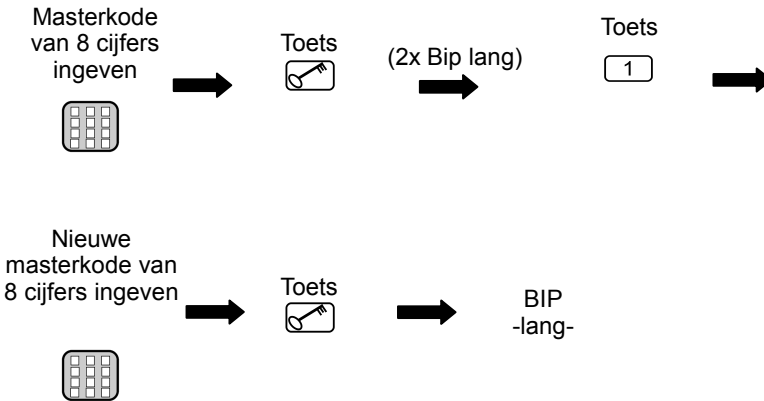 Masterkode
van 8 cijfers
ingeven
Toets
(2x Bip lang)
Toets
1
Nieuwe
masterkode van
8 cijfers ingeven
Toets
BIP
-lang-